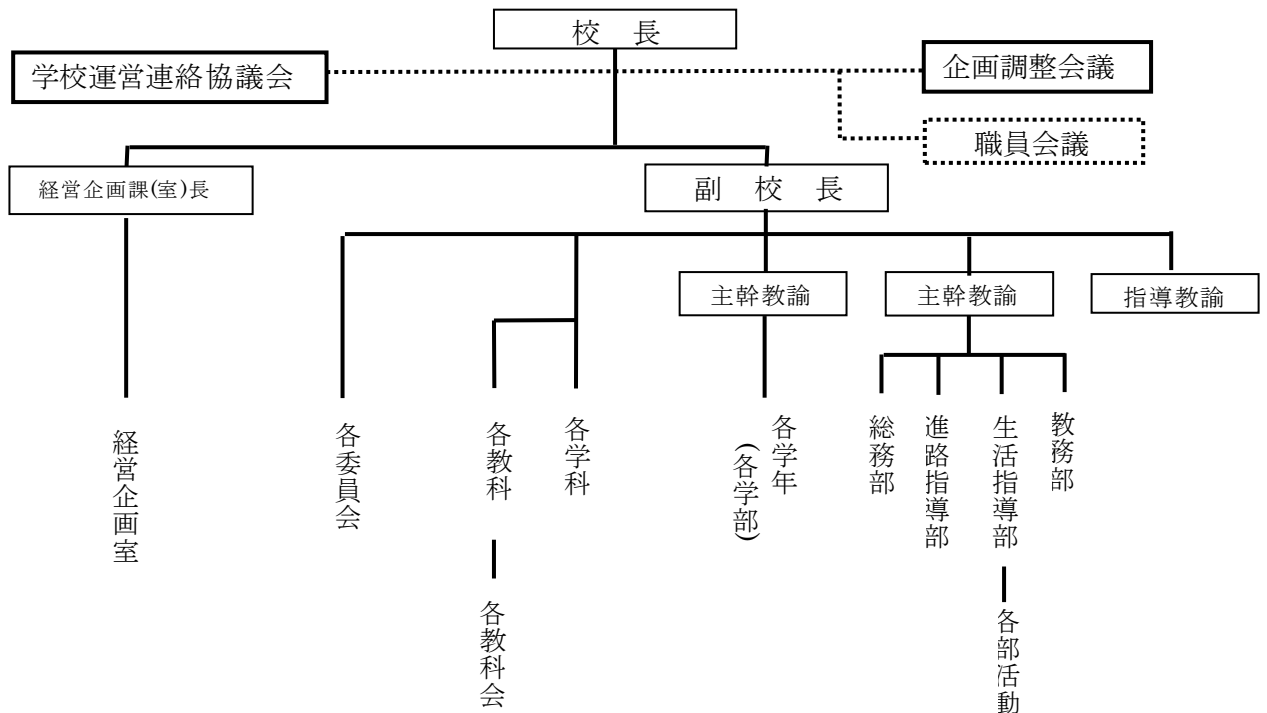 校 長
学校運営連絡協議会
企画調整会議
職員会議
経営企画課(室)長
副 校 長
主幹教諭
主幹教諭
指導教諭
経営企画室
各委員会
各教科
各学科
各学年
(各学部)
総務部
進路指導部
生活指導部
教務部
各教科会
各部活動